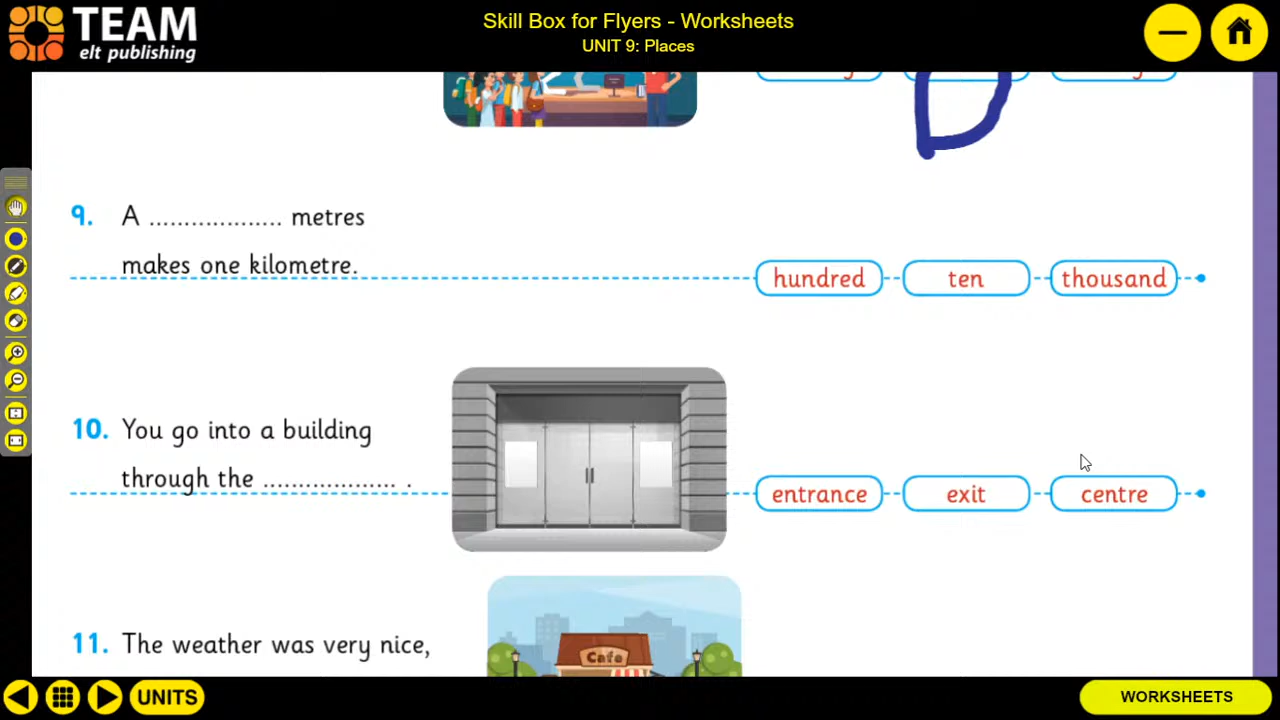 TEAM
elt publishing
Skill Box for Flyers - Worksheets
UNIT 9: Places
9. A ................... metres
makes one kilometre.
hundred ten thousand
10. You go into a building
through the ................... .
entrance exit centre
11. The weather was very nice,
Cafe
UNITS
WORKSHEETS